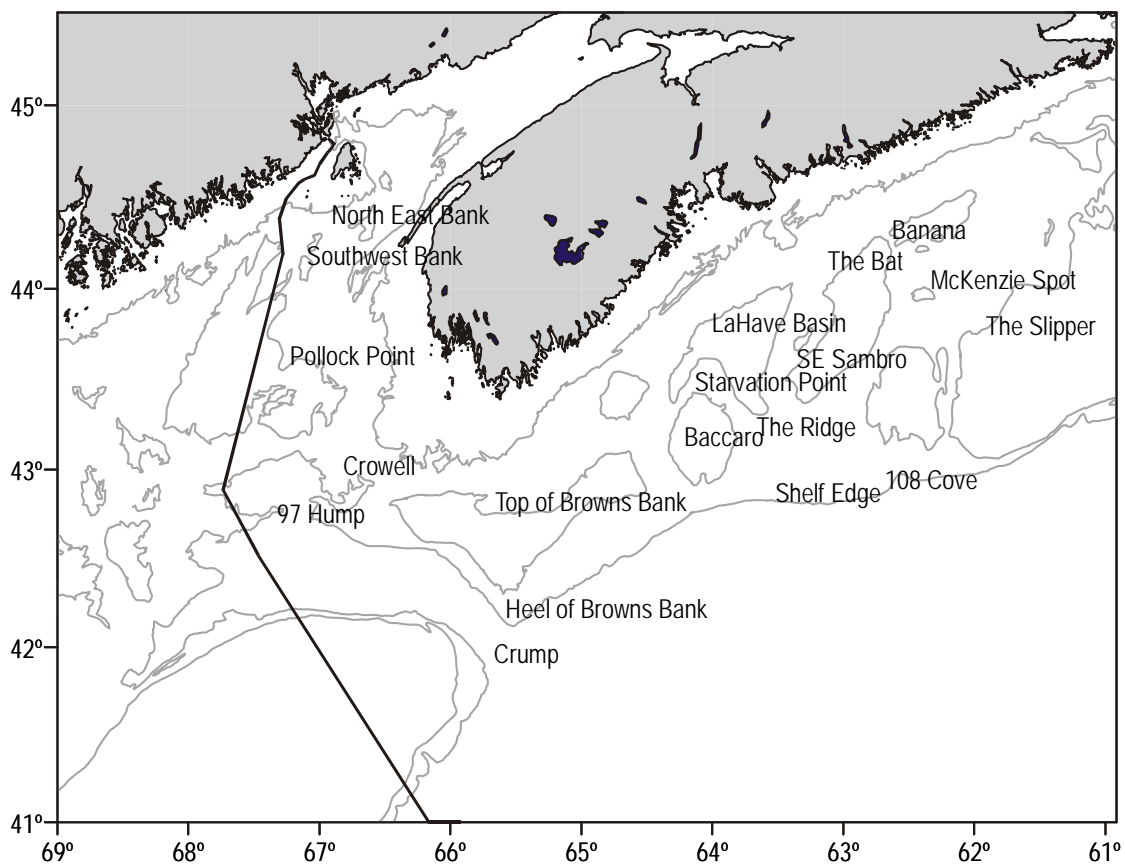 45º
North East Bank
Banana
Southwest Bank
The Bat
44º
McKenzie Spot
LaHave Basin
The Slipper
Pollock Point
SE Sambro
Starvation Point
The Ridge
Baccaro
43º
Crowell
108 Cove
Shelf Edge
Top of Browns Bank
97 Hump
Heel of Browns Bank
42º
Crump
41º
69º 68º 67º 66º 65º 64º 63º 62º 61º